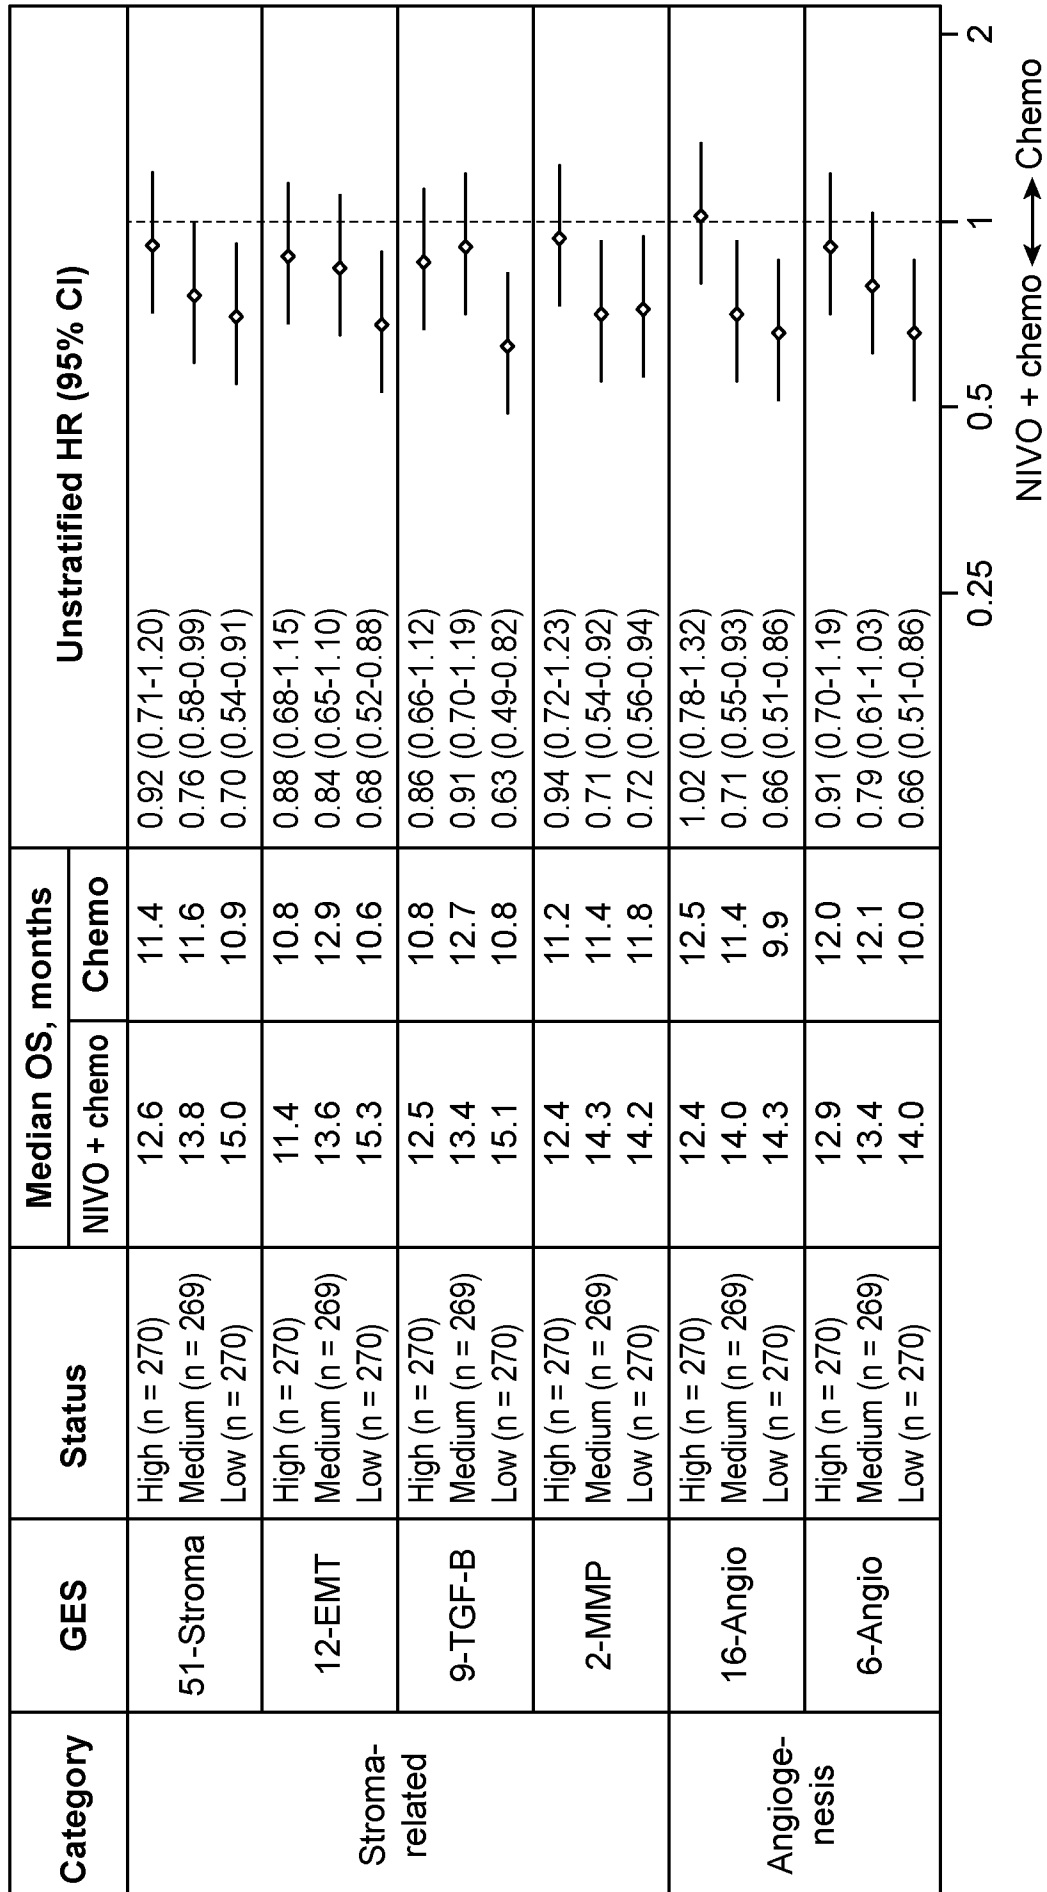 Category GES Status Median OS, months Unstratified HR (95% CI)
NIVO + chemo Chemo
Stroma-
related
51-Stroma
High (n = 270) 12.6 11.4 0.92 (0.71-1.20)
Medium (n = 269) 13.8 11.6 0.76 (0.58-0.99)
Low (n = 270) 15.0 10.9 0.70 (0.54-0.91)
12-EMT
High (n = 270) 11.4 10.8 0.88 (0.68-1.15)
Medium (n = 269) 13.6 12.9 0.84 (0.65-1.10)
Low (n = 270) 15.3 10.6 0.68 (0.52-0.88)
9-TGF-B
High (n = 270) 12.5 10.8 0.86 (0.66-1.12)
Medium (n = 269) 13.4 12.7 0.91 (0.70-1.19)
Low (n = 270) 15.1 10.8 0.63 (0.49-0.82)
2-MMP
High (n = 270) 12.4 11.2 0.94 (0.72-1.23)
Medium (n = 269) 14.3 11.4 0.71 (0.54-0.92)
Low (n = 270) 14.2 11.8 0.72 (0.56-0.94)
Angioge-
nesis
16-Angio
High (n = 270) 12.4 12.5 1.02 (0.78-1.32)
Medium (n = 269) 14.0 11.4 0.71 (0.55-0.93)
Low (n = 270) 14.3 9.9 0.66 (0.51-0.86)
6-Angio
High (n = 270) 12.9 12.0 0.91 (0.70-1.19)
Medium (n = 269) 13.4 12.1 0.79 (0.61-1.03)
Low (n = 270) 14.0 10.0 0.66 (0.51-0.86)
0.25 0.5 1 2
NIVO + chemo Chemo